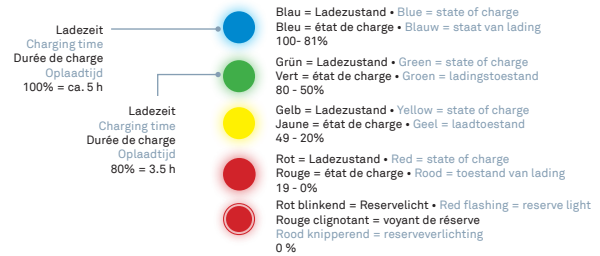 Ladezeit
Charging time
Durée de charge
Oplaadtijd
100% = ca. 5 h
Ladezeit
Charging time
Durée de charge
Oplaadtijd
80% = 3.5 h
Blau = Ladezustand • Blue = state of charge
Bleu = état de charge • Blauw = staat van lading
100- 81%
Grün = Ladezustand • Green = state of charge
Vert = état de charge • Groen = ladingstoestand
80 - 50%
Gelb = Ladezustand • Yellow = state of charge
Jaune = état de charge • Geel = laadtoestand
49 - 20%
Rot = Ladezustand • Red = state of charge
Rouge = état de charge • Rood = toestand van lading
19 - 0%
Rot blinkend = Reservelicht • Red flashing = reserve light
Rouge clignotant = voyant de réserve
Rood knipperend = reserveverlichting
0 %